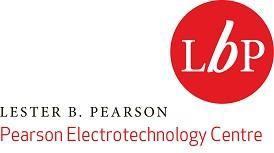 LbP
LESTER B. PEARSON
Pearson Electrotechnology Centre